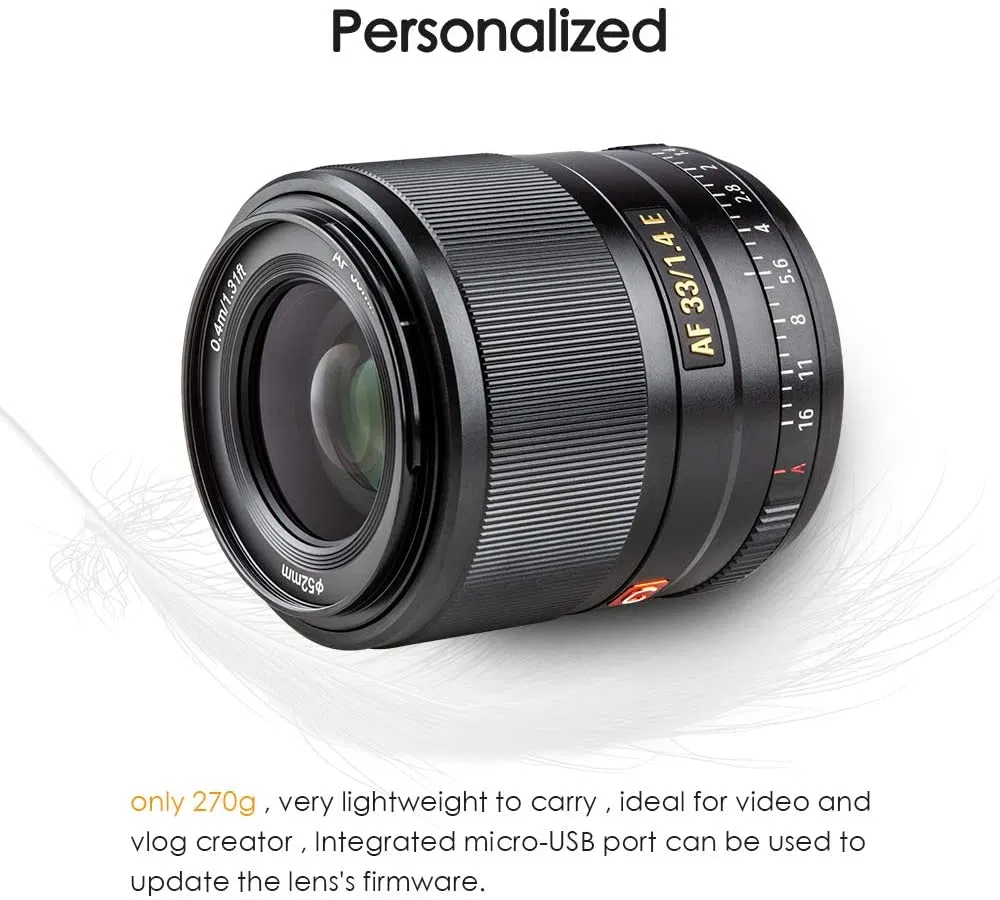 Personalized
0.4m/1.31ft
AF
φ52mm
AF 33/1.4 E
2
2.8
4
5.6
8
11
16
A
only 270g , very lightweight to carry , ideal for video and
vlog creator , Integrated micro-USB port can be used to
update the lens's firmware.